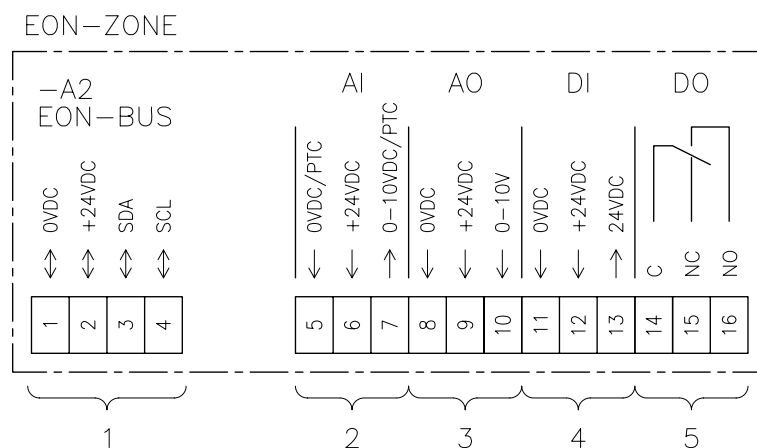 EON-ZONE
-A2
EON-BUS
AI
AO
DI
DO
0VDC
+24VDC
SDA
SCL
0VDC/PTC
+24VDC
0-10VDC/PTC
0VDC
+24VDC
0-10V
0VDC
+24VDC
24VDC
C
NC
NO
1
2
3
4
5
6
7
8
9
10
11
12
13
14
15
16
1
2
3
4
5